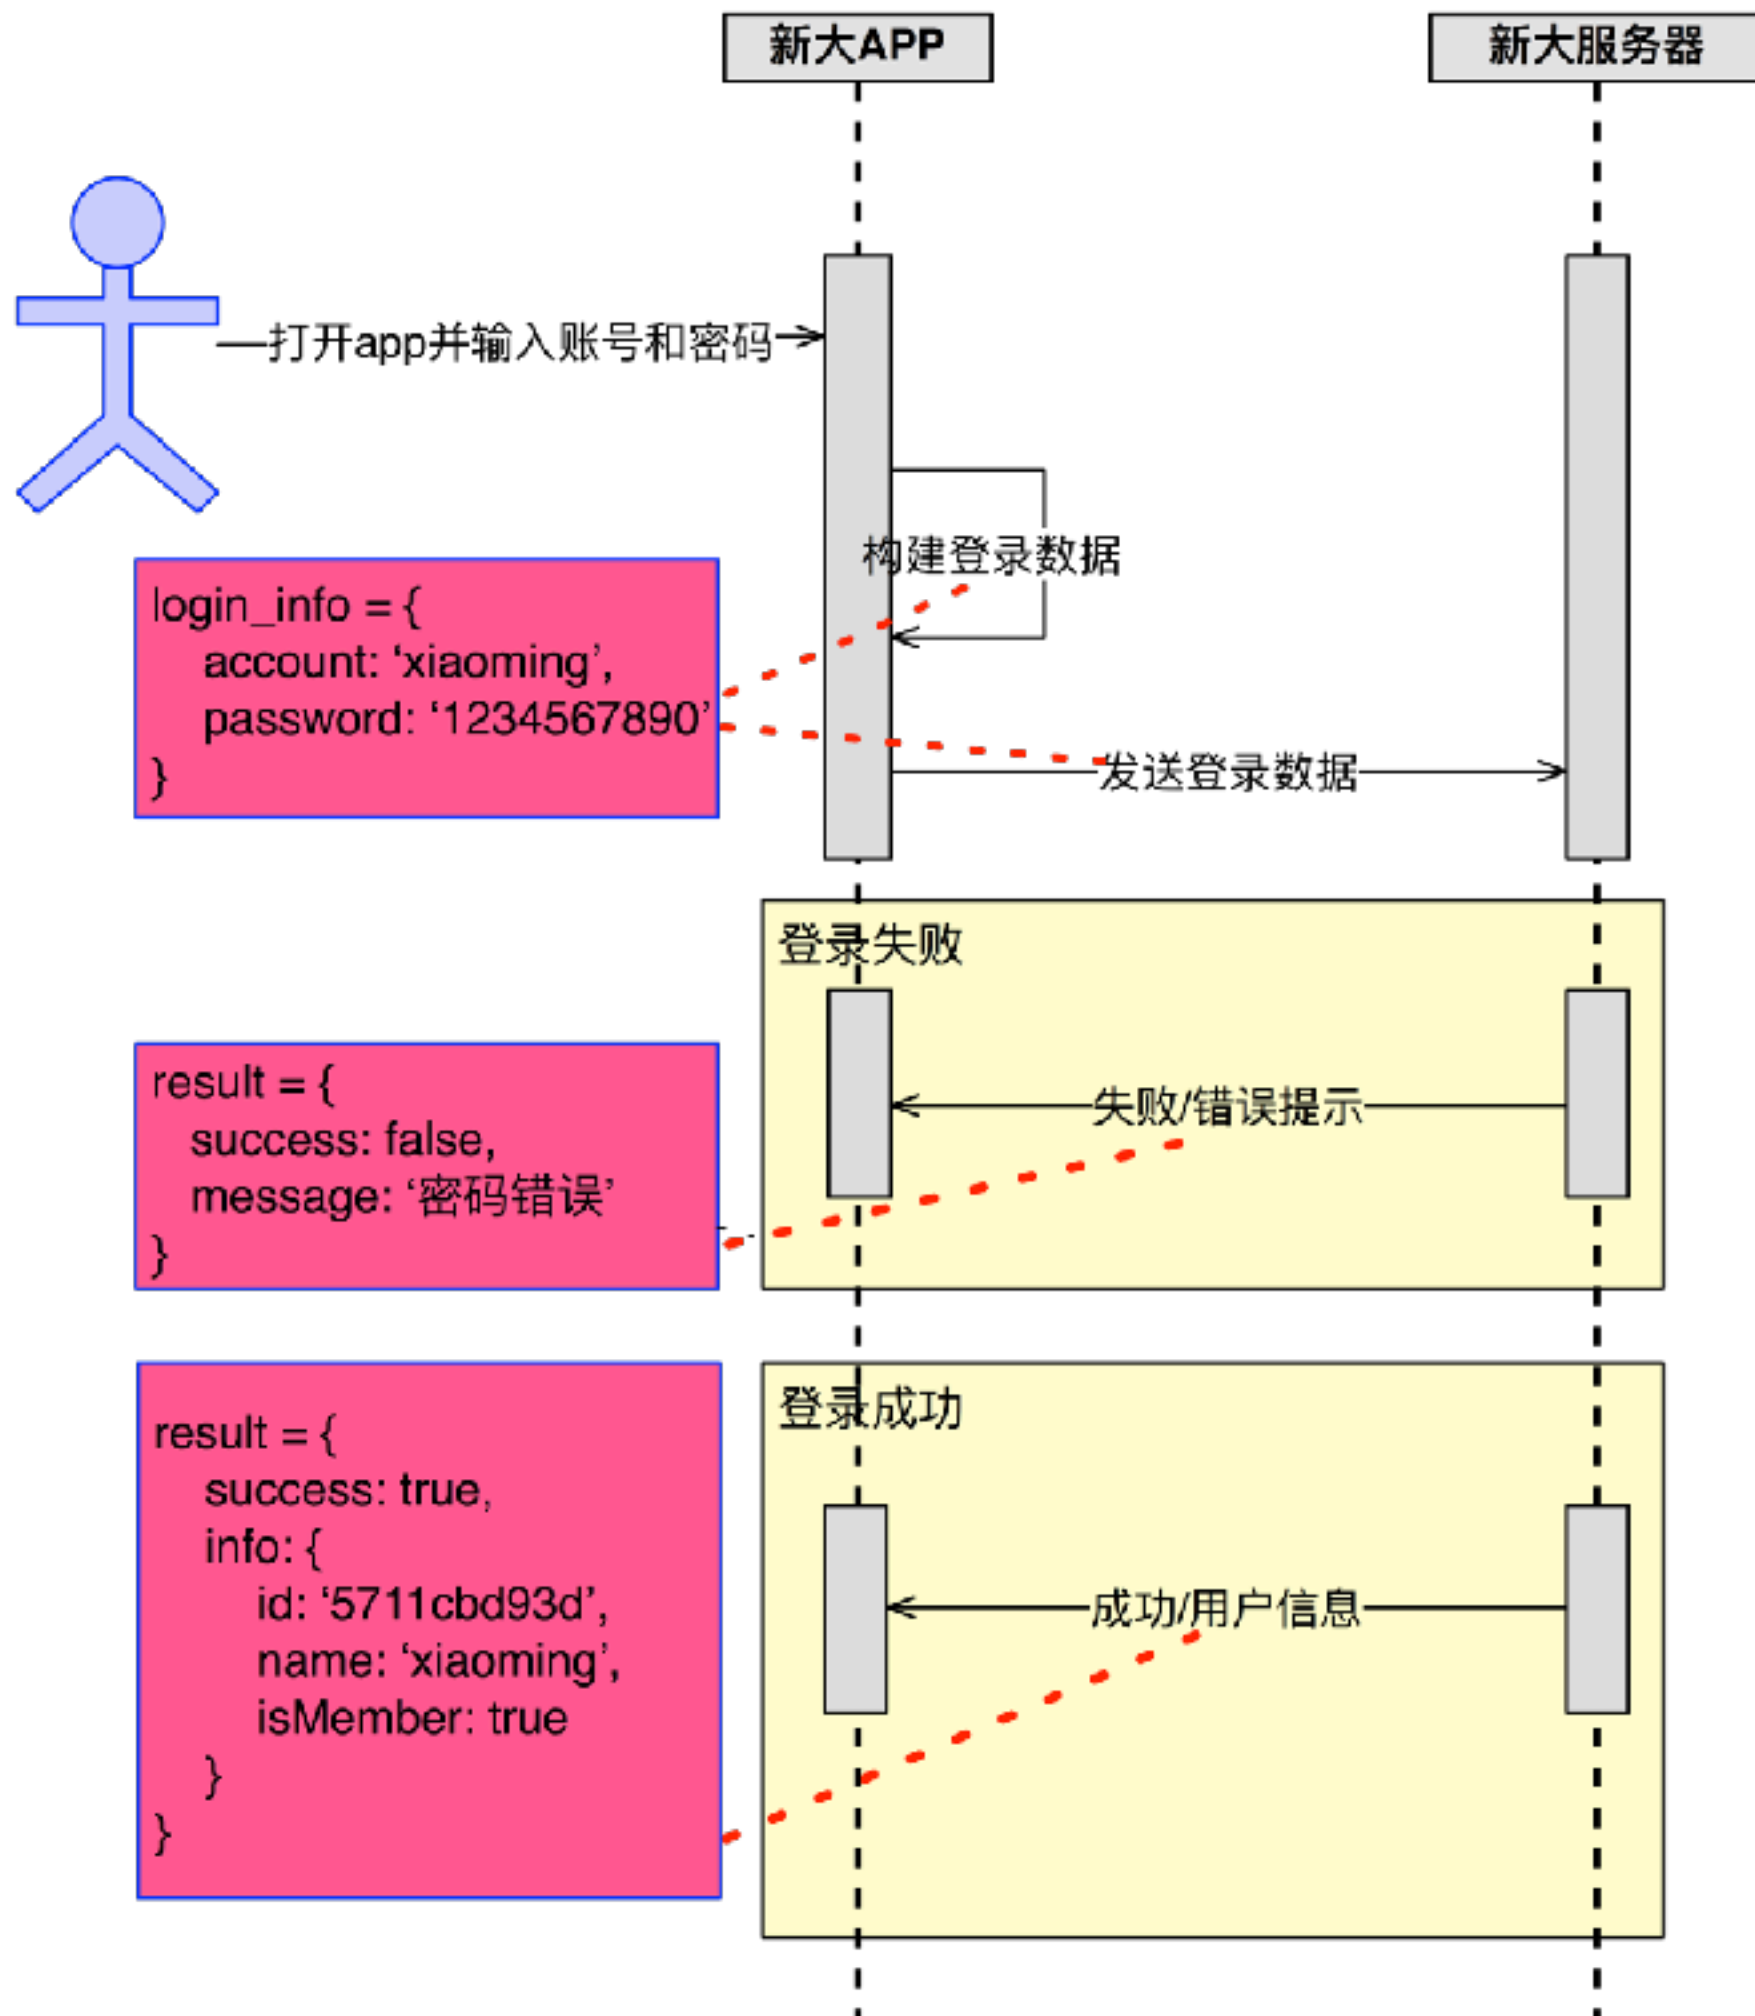 新大APP
新大服务器
打开app并输入账号和密码
构建登录数据
login_info = {
account: ‘xiaoming’,
password: ‘1234567890’
}
发送登录数据
登录失败
result = {
success: false,
message: ‘密码错误’
}
失败/错误提示
登录成功
result = {
success: true,
info: {
id: ‘5711cbd93d’,
name: ‘xiaoming’,
isMember: true
}
}
成功/用户信息